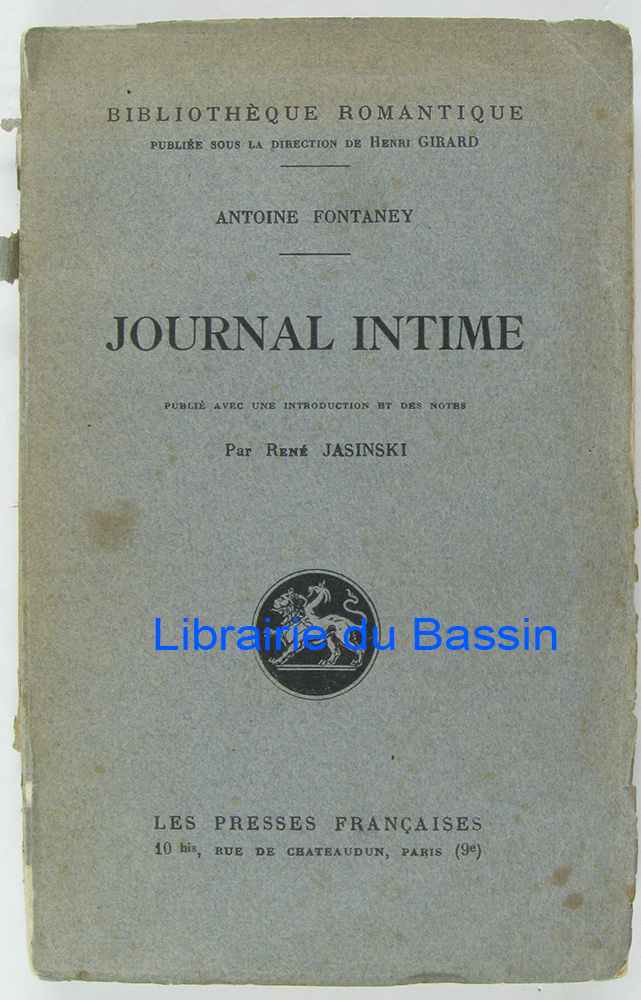 BIBLIOTHÈQUE ROMANTIQUE
PUBLIÉE SOUS LA DIRECTION DE HENRI GIRARD
ANTOINE FONTANEY
JOURNAL INTIME
PUBLIÉ AVEC UNE INTRODUCTION ET DES NOTES
Par RENÉ JASINSKI
Librairie du Bassin
LES PRESSES FRANÇAISES
10 bis, RUE DE CHATEAUDUN, PARIS (9e)